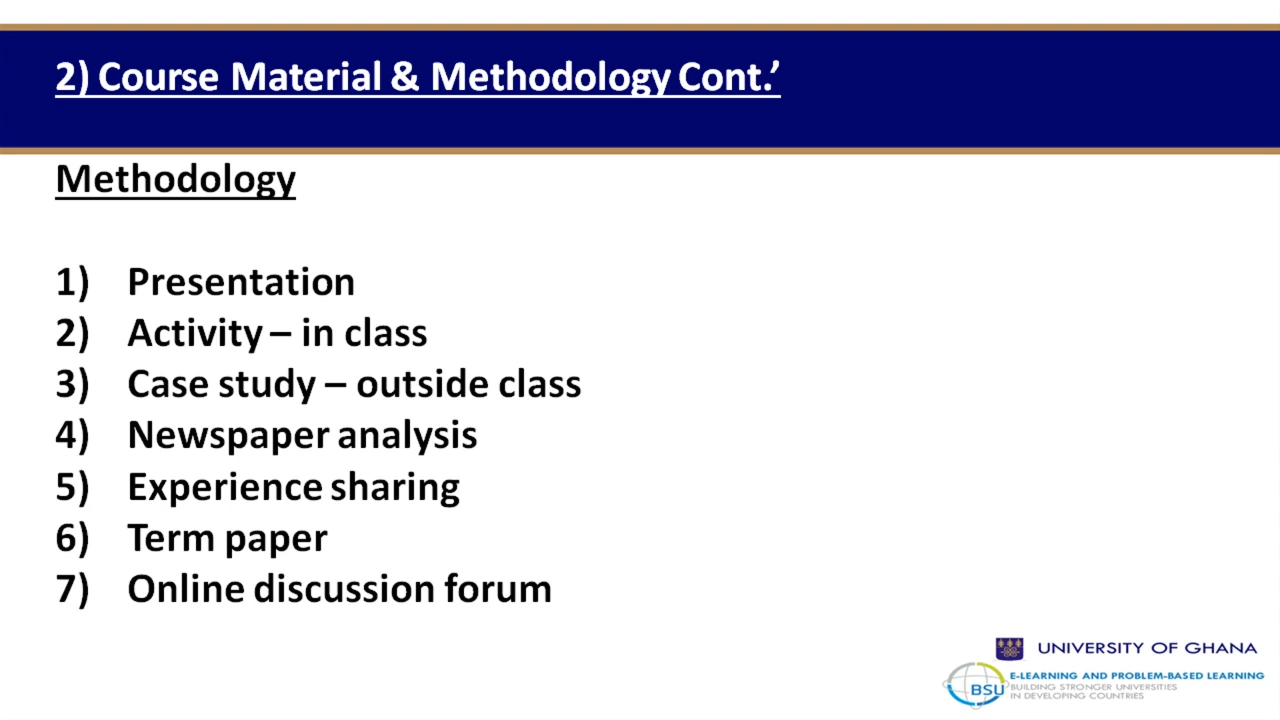 2) Course Material & Methodology Cont.’
Methodology
1) Presentation
2) Activity – in class
3) Case study – outside class
4) Newspaper analysis
5) Experience sharing
6) Term paper
7) Online discussion forum
UNIVERSITY OF GHANA
BSU
E-LEARNING AND PROBLEM-BASED LEARNING
BUILDING STRONGER UNIVERSITIES
IN DEVELOPING COUNTRIES